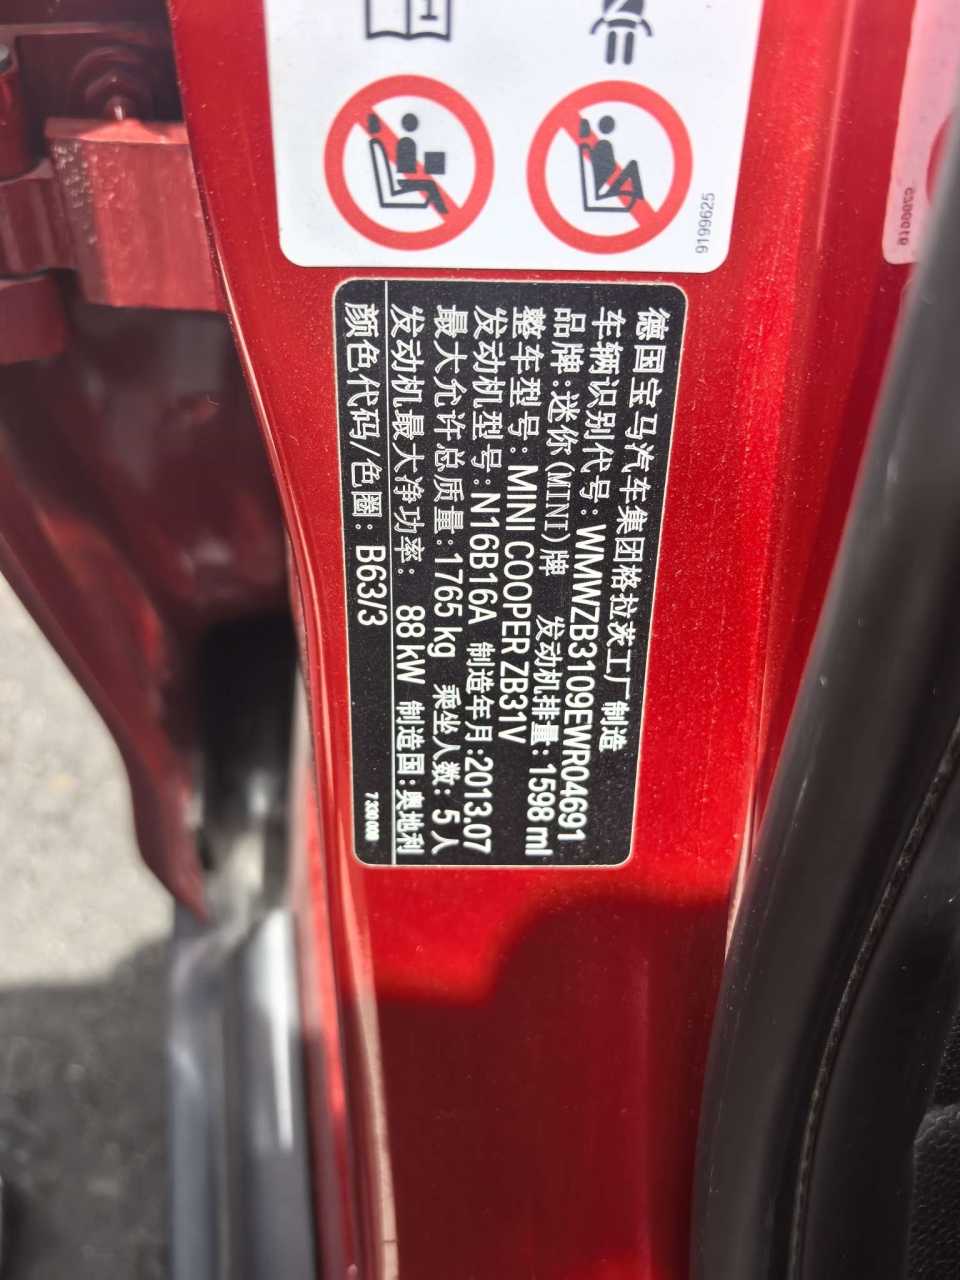 9199625
德国宝马汽车集团格拉茨工厂制造
车辆识别代号: WMWZB3109EWR04691
品牌:迷你(MINI)牌 发动机排量: 1598 ml
整车型号: MINI COOPER ZB31V
发动机型号: N16B16A 制造年月:2013.07
最大允许总质量:1765 kg 乘坐人数: 5 人
发动机最大净功率: 88 kW 制造国:奥地利
颜色代码/色圈: B63/3
7 330 009